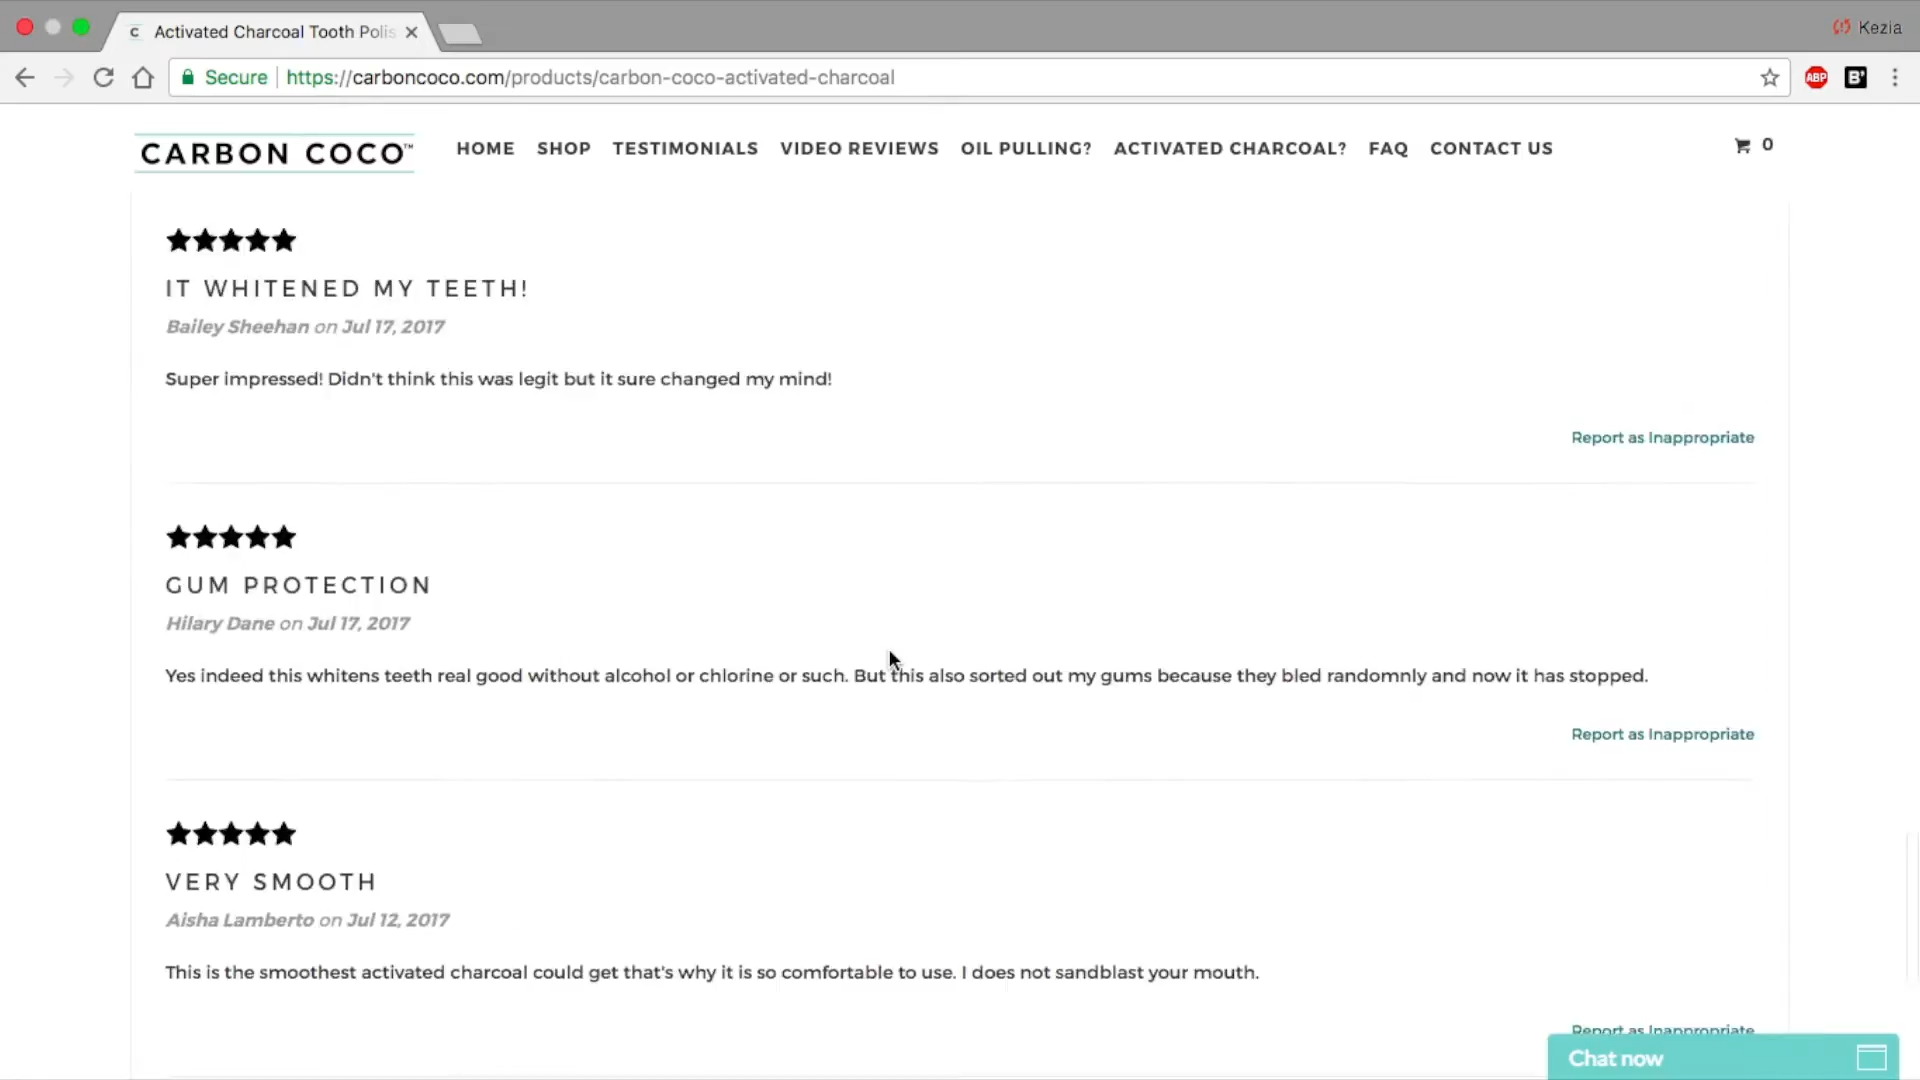 C Activated Charcoal Tooth Polis
Kezia
Secure https://carboncoco.com/products/carbon-coco-activated-charcoal
ABP
B'
CARBON COCO™ HOME SHOP TESTIMONIALS VIDEO REVIEWS OIL PULLING? ACTIVATED CHARCOAL? FAQ CONTACT US 0
IT WHITENED MY TEETH!
Bailey Sheehan on Jul 17, 2017
Super impressed! Didn't think this was legit but it sure changed my mind!
Report as Inappropriate
GUM PROTECTION
Hilary Dane on Jul 17, 2017
Yes indeed this whitens teeth real good without alcohol or chlorine or such. But this also sorted out my gums because they bled randomnly and now it has stopped.
Report as Inappropriate
VERY SMOOTH
Aisha Lamberto on Jul 12, 2017
This is the smoothest activated charcoal could get that's why it is so comfortable to use. I does not sandblast your mouth.
Report as Inappropriate
Chat now